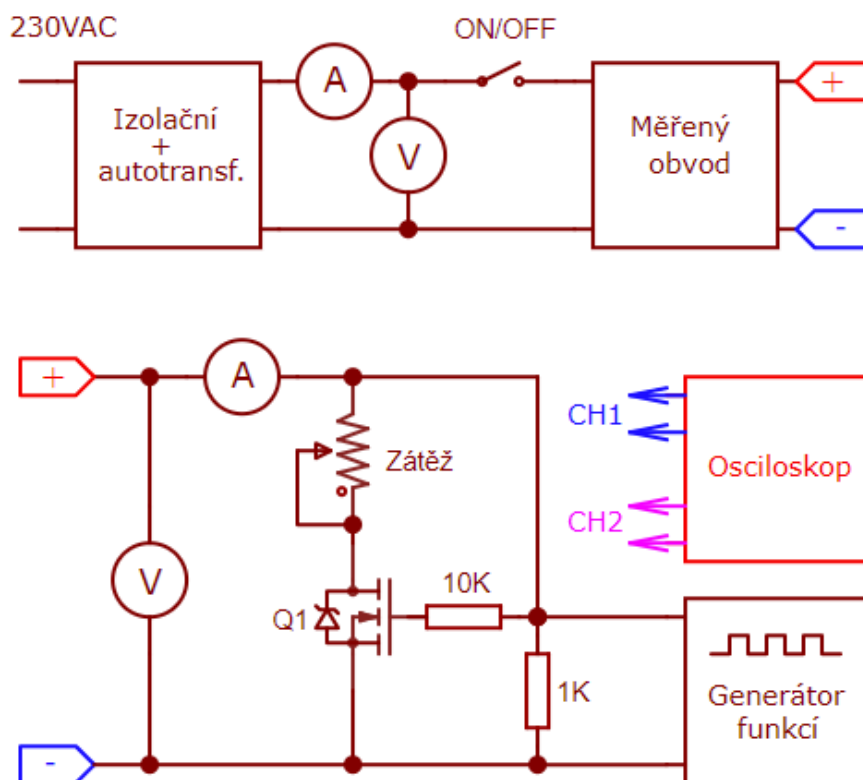 230VAC
ON/OFF
A
V
Izolační
+
autotransf.
Měřený
obvod
+
-
+
A
Zátěž
V
Q1
10K
1K
CH1
CH2
Osciloskop
Generátor
funkcí
-